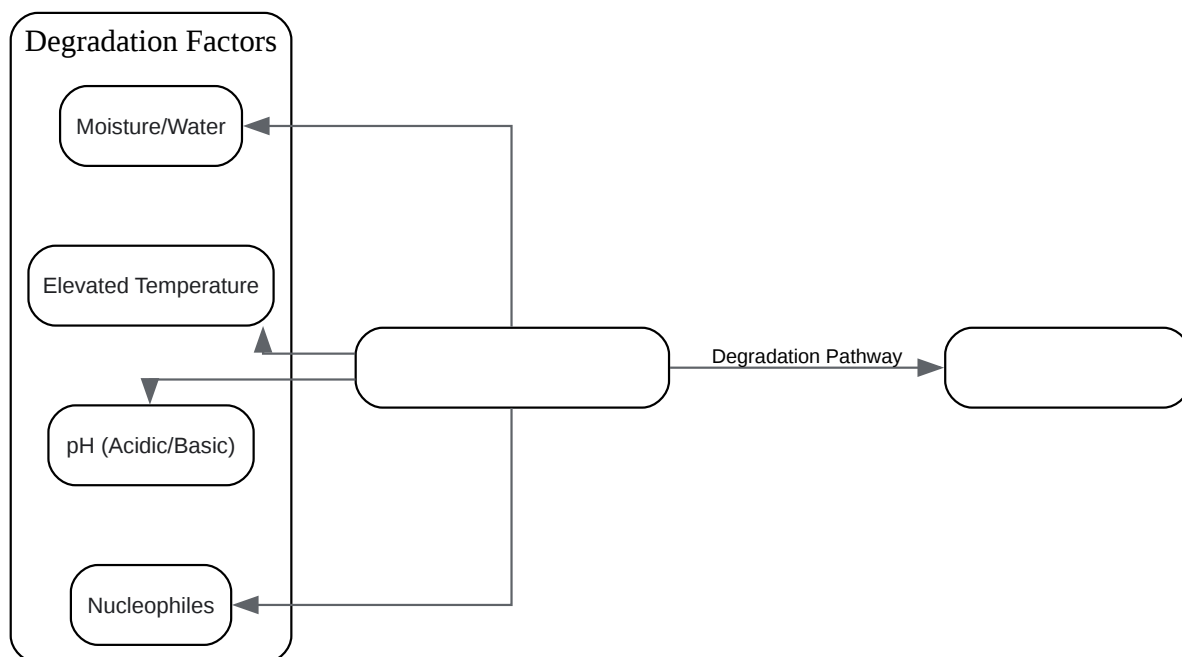 Degradation Factors
Moisture/Water
Elevated Temperature
Degradation Pathway
pH (Acidic/Basic)
Nucleophiles